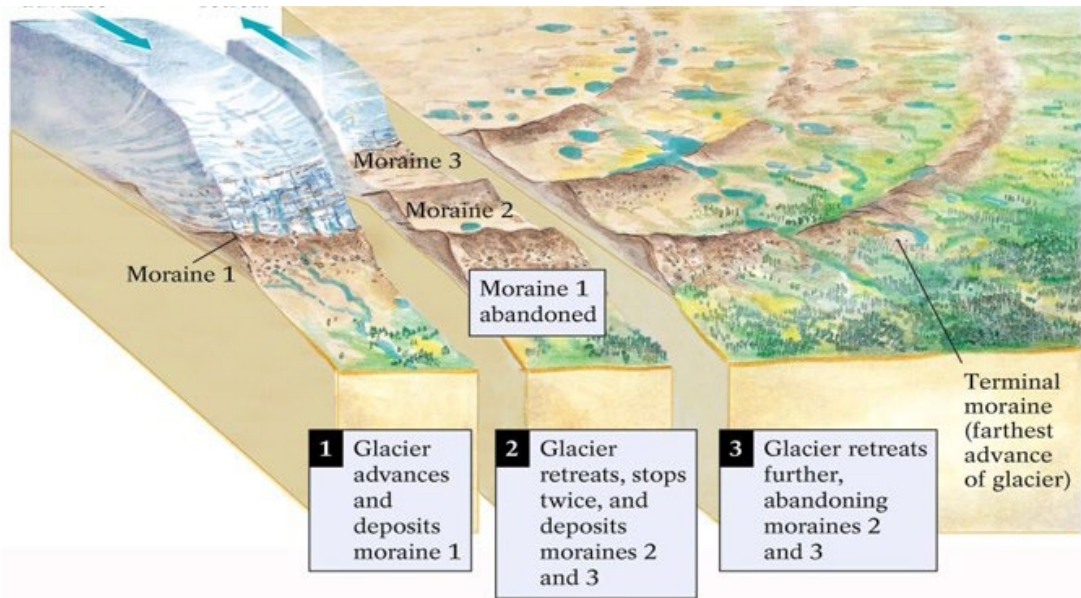 Moraine 3
Moraine 2
Moraine 1
Moraine 1
abandoned
Terminal
moraine
(farthest
advance
of glacier)
1 Glacier
advances
and
deposits
moraine 1
2 Glacier
retreats, stops
twice, and
deposits
moraines 2
and 3
3 Glacier retreats
further,
abandoning
moraines 2
and 3